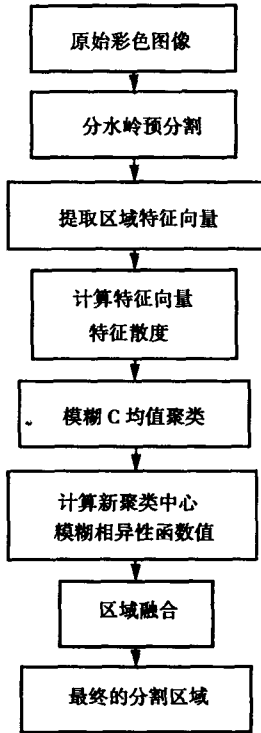 原始彩色图像
分水岭预分割
提取区域特征向量
计算特征向量
特征散度
模糊 C 均值聚类
计算新聚类中心
模糊相异性函数值
区域融合
最终的分割区域